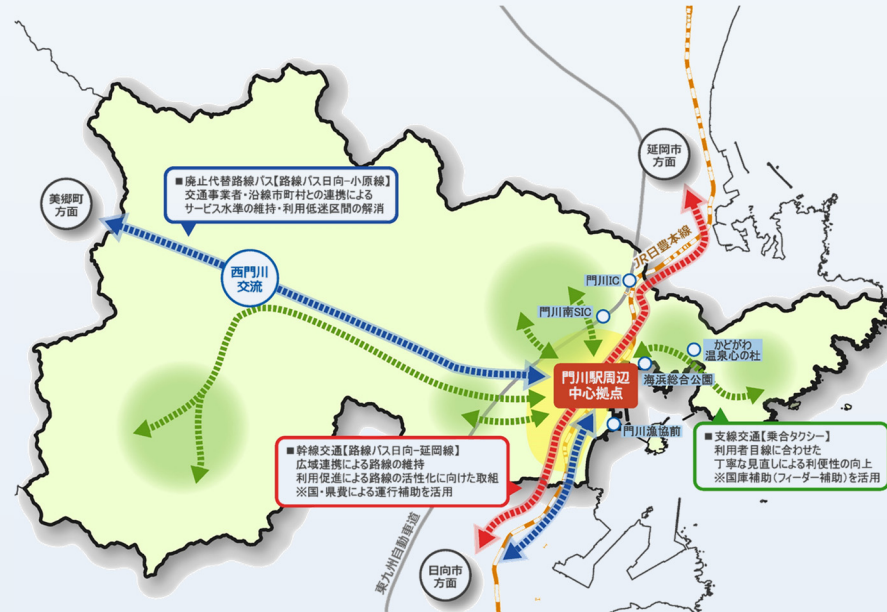 延岡市
方面
美郷町
方面
■廃止代替路線バス【路線バス日向-小原線】
交通事業者・沿線市町村との連携による
サービス水準の維持・利用低迷区間の解消
西門川
交流
JR日豊本線
門川IC
門川南SIC
かどがわ
温泉心の杜
海浜総合公園
門川駅周辺
中心拠点
門川漁協前
■幹線交通【路線バス日向-延岡線】
広域連携による路線の維持
利用促進による路線の活性化に向けた取組
※国・県費による運行補助を活用
■支線交通【乗合タクシー】
利用者目線に合わせた
丁寧な見直しによる利便性の向上
※国庫補助(フィーダー補助)を活用
東九州自動車道
日向市
方面